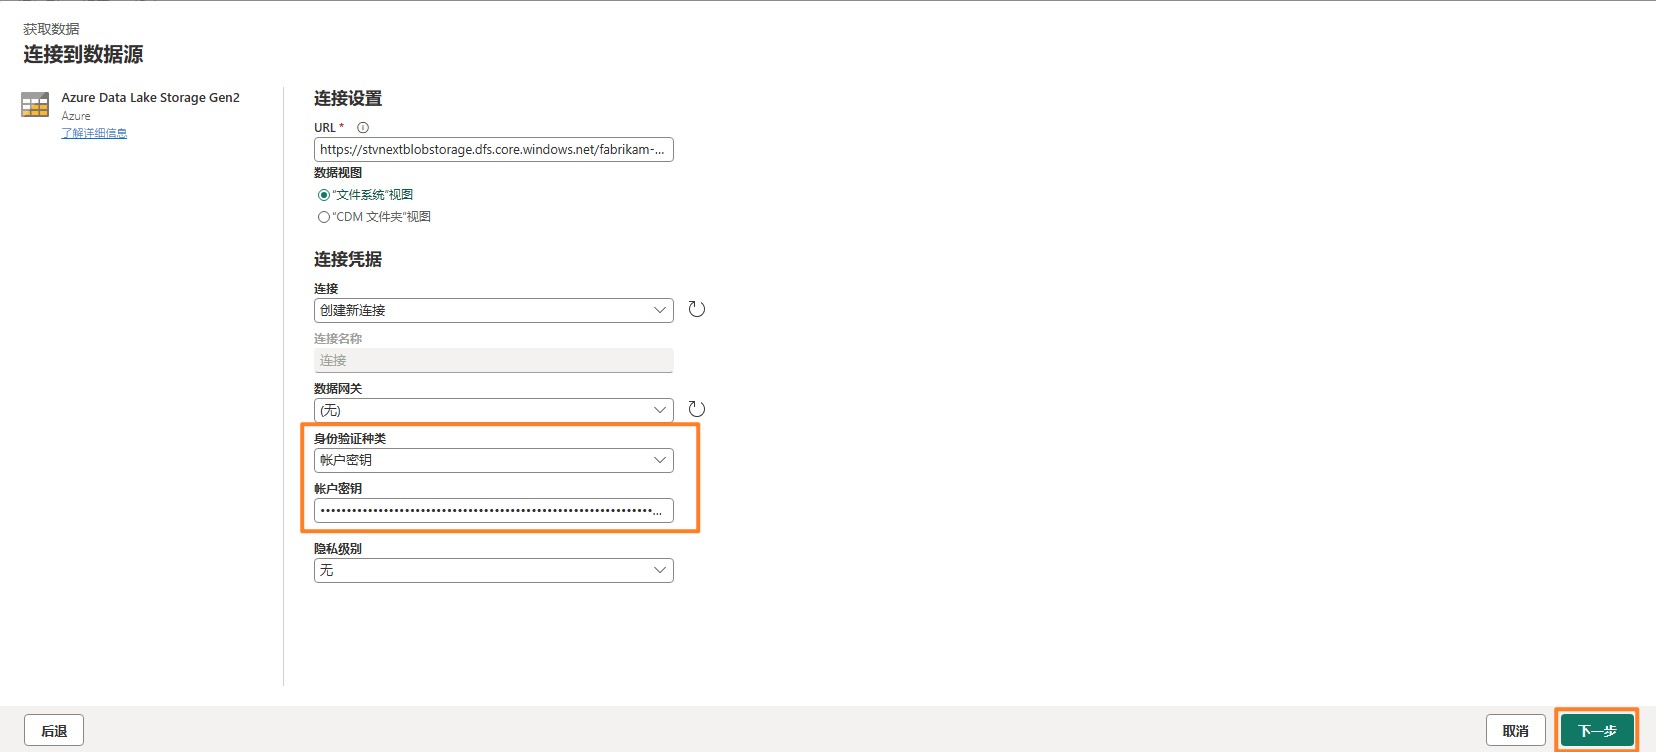 获取数据
连接到数据源
Azure Data Lake Storage Gen2
Azure
了解详细信息
连接设置
URL *
https://stvnextblobstorage.dfs.core.windows.net/fabrikam-...
数据视图
“文件系统”视图
“CDM 文件夹”视图
连接凭据
连接
创建新连接
连接名称
连接
数据网关
(无)
身份验证种类
帐户密钥
帐户密钥
隐私级别
无
后退
取消
下一步